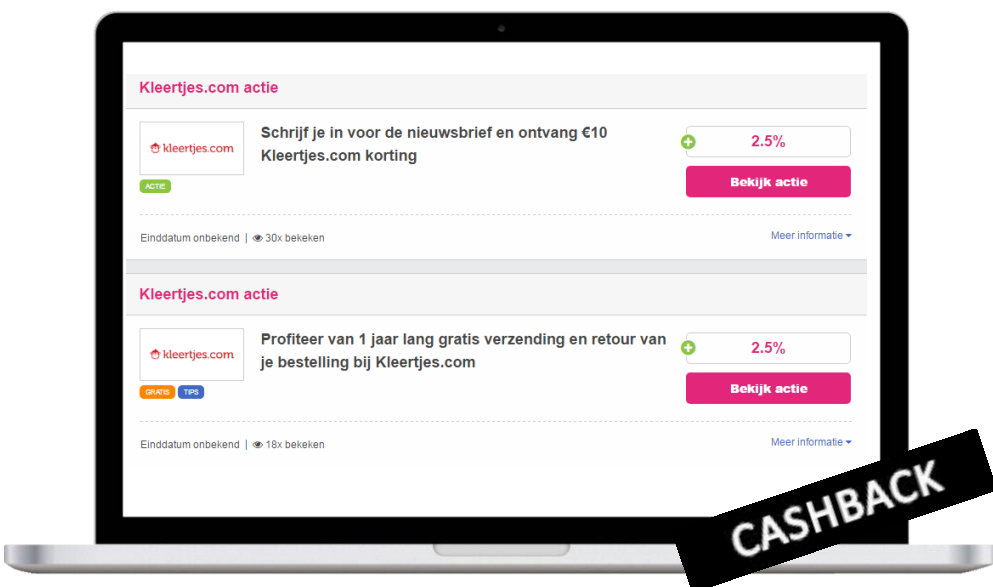 Kleertjes.com actie
kleertjes.com
Schrijf je in voor de nieuwsbrief en ontvang €10
Kleertjes.com korting
2.5%
Bekijk actie
ACTIE
Einddatum onbekend | 30x bekeken
Meer informatie
Kleertjes.com actie
kleertjes.com
Profiteer van 1 jaar lang gratis verzending en retour van
je bestelling bij Kleertjes.com
2.5%
Bekijk actie
GRATIS TIPS
Einddatum onbekend | 18x bekeken
Meer informatie
CASHBACK